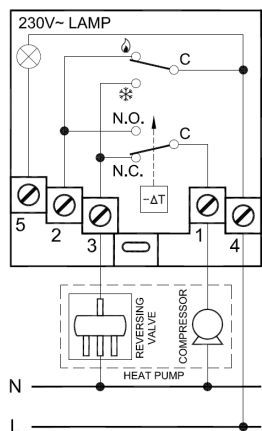 230V~ LAMP
C
N.O.
C
N.C.
-ΔT
5
2
3
1
4
REVERSING
VALVE
COMPRESSOR
HEAT PUMP
N
L